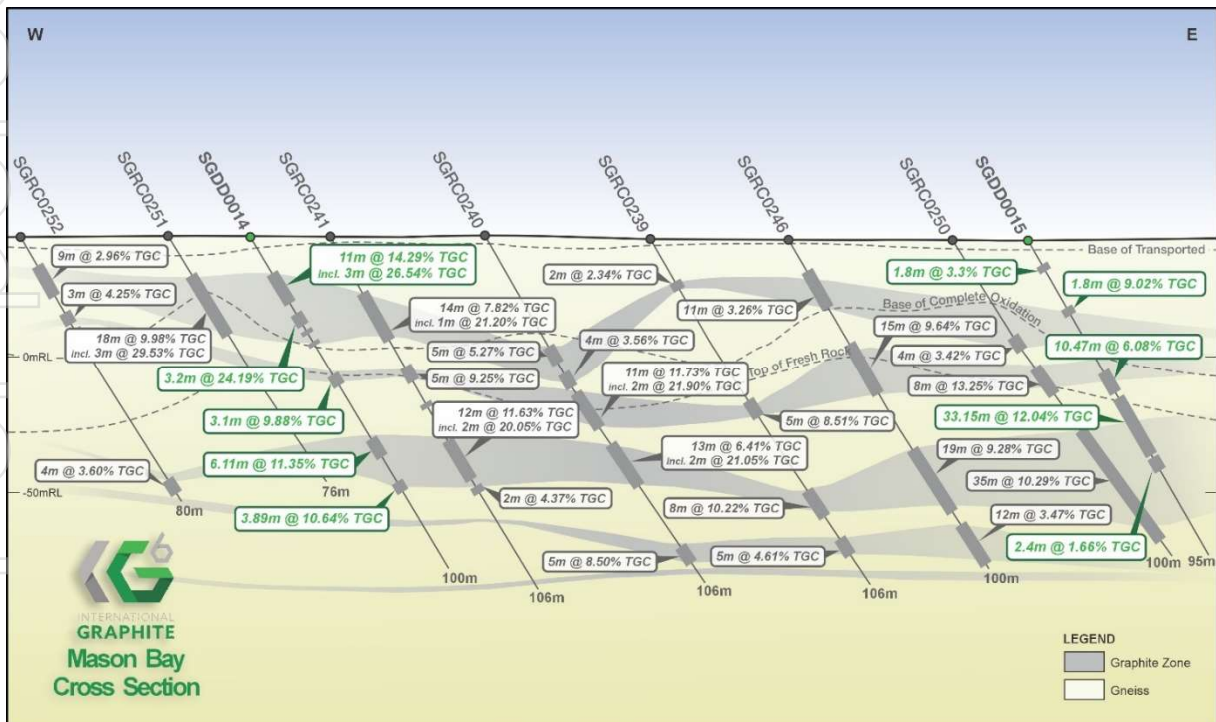 W
E
SGRC0252
SGRC0251
SGDD0014
SGRC0241
SGRC0240
SGRC0239
SGRC0246
SGRC0250
SGDD0015
Base of Transported
9m @ 2.96% TGC
3m @ 4.25% TGC
18m @ 9.98% TGC
incl. 3m @ 29.53% TGC
11m @ 14.29% TGC
incl. 3m @ 26.54% TGC
14m @ 7.82% TGC
incl. 1m @ 21.20% TGC
2m @ 2.34% TGC
11m @ 3.26% TGC
1.8m @ 3.3% TGC
1.8m @ 9.02% TGC
Base of Complete Oxidation
15m @ 9.64% TGC
4m @ 3.42% TGC
10.47m @ 6.08% TGC
0mRL
3.2m @ 24.19% TGC
5m @ 5.27% TGC
4m @ 3.56% TGC
5m @ 9.25% TGC
11m @ 11.73% TGC
incl. 2m @ 21.90% TGC
Top of Fresh Rock
8m @ 13.25% TGC
3.1m @ 9.88% TGC
12m @ 11.63% TGC
incl. 2m @ 20.05% TGC
5m @ 8.51% TGC
33.15m @ 12.04% TGC
6.11m @ 11.35% TGC
13m @ 6.41% TGC
incl. 2m @ 21.05% TGC
19m @ 9.28% TGC
4m @ 3.60% TGC
-50mRL
76m
80m
2m @ 4.37% TGC
8m @ 10.22% TGC
35m @ 10.29% TGC
3.89m @ 10.64% TGC
12m @ 3.47% TGC
2.4m @ 1.66% TGC
5m @ 8.50% TGC
5m @ 4.61% TGC
100m
106m
106m
106m
100m
100m
95m
INTERNATIONAL
GRAPHITE
Mason Bay
Cross Section
LEGEND
Graphite Zone
Gneiss